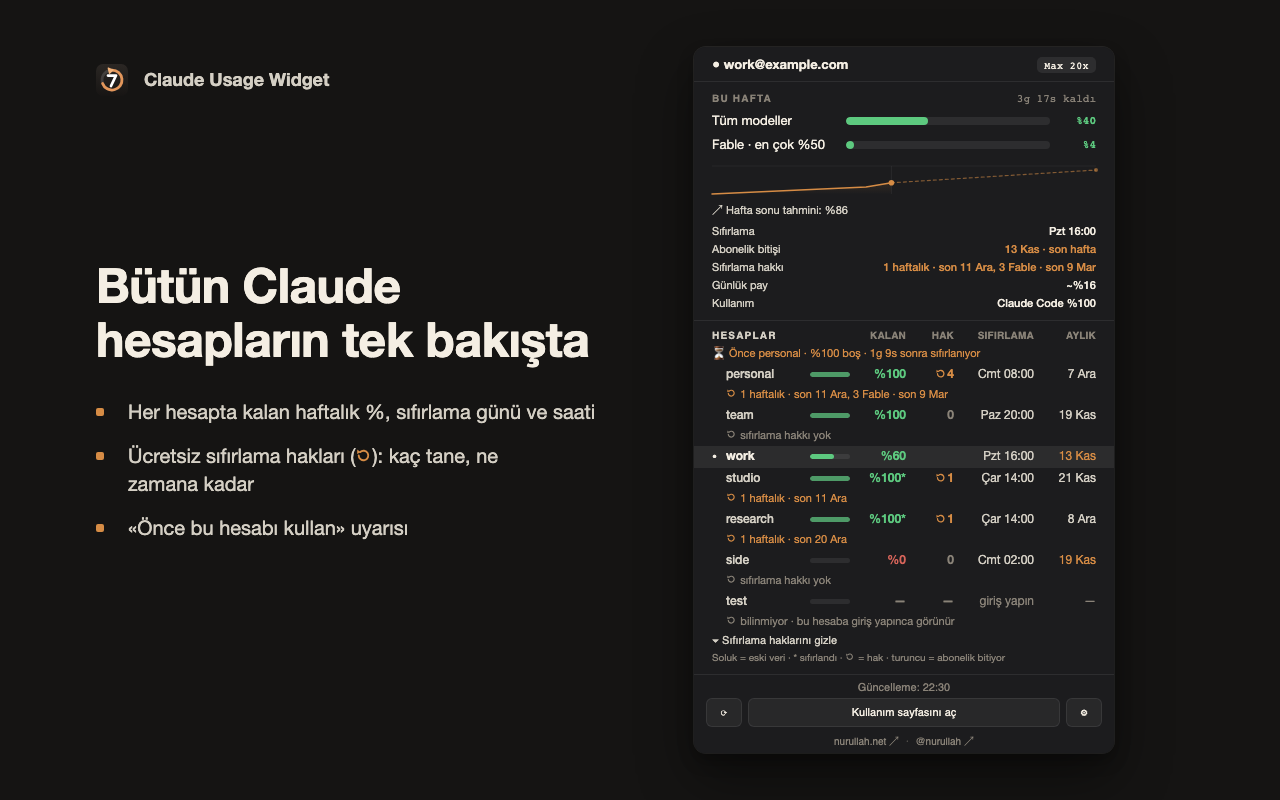 7 Claude Usage Widget
Bütün Claude
hesapların tek bakışta
Her hesapta kalan haftalık %, sıfırlama günü ve saati
Ücretsiz sıfırlama hakları (↺): kaç tane, ne
zamana kadar
«Önce bu hesabı kullan» uyarısı
● work@example.com Max 20x
BU HAFTA 3g 17s kaldı
Tüm modeller %40
Fable · en çok %50 %4
↗ Hafta sonu tahmini: %86
Sıfırlama Pzt 16:00
Abonelik bitişi 13 Kas · son hafta
Sıfırlama hakkı 1 haftalık · son 11 Ara, 3 Fable · son 9 Mar
Günlük pay ~%16
Kullanım Claude Code %100
HESAPLAR KALAN HAK SIFIRLAMA AYLIK
⏳ Önce personal · %100 boş · 1g 9s sonra sıfırlanıyor
personal %100 ↺4 Cmt 08:00 7 Ara
↺ 1 haftalık · son 11 Ara, 3 Fable · son 9 Mar
team %100 0 Paz 20:00 19 Kas
↺ sıfırlama hakkı yok
• work %60 Pzt 16:00 13 Kas
studio %100* ↺1 Çar 14:00 21 Kas
↺ 1 haftalık · son 11 Ara
research %100* ↺1 Çar 14:00 8 Ara
↺ 1 haftalık · son 20 Ara
side %0 0 Cmt 02:00 19 Kas
↺ sıfırlama hakkı yok
test — — giriş yapın —
↺ bilinmiyor · bu hesaba giriş yapınca görünür
▾ Sıfırlama haklarını gizle
Soluk = eski veri · * sıfırlandı · ↺ = hak · turuncu = abonelik bitiyor
Güncelleme: 22:30
⟳ Kullanım sayfasını aç ⚙
nurullah.net ↗ · @nurullah ↗